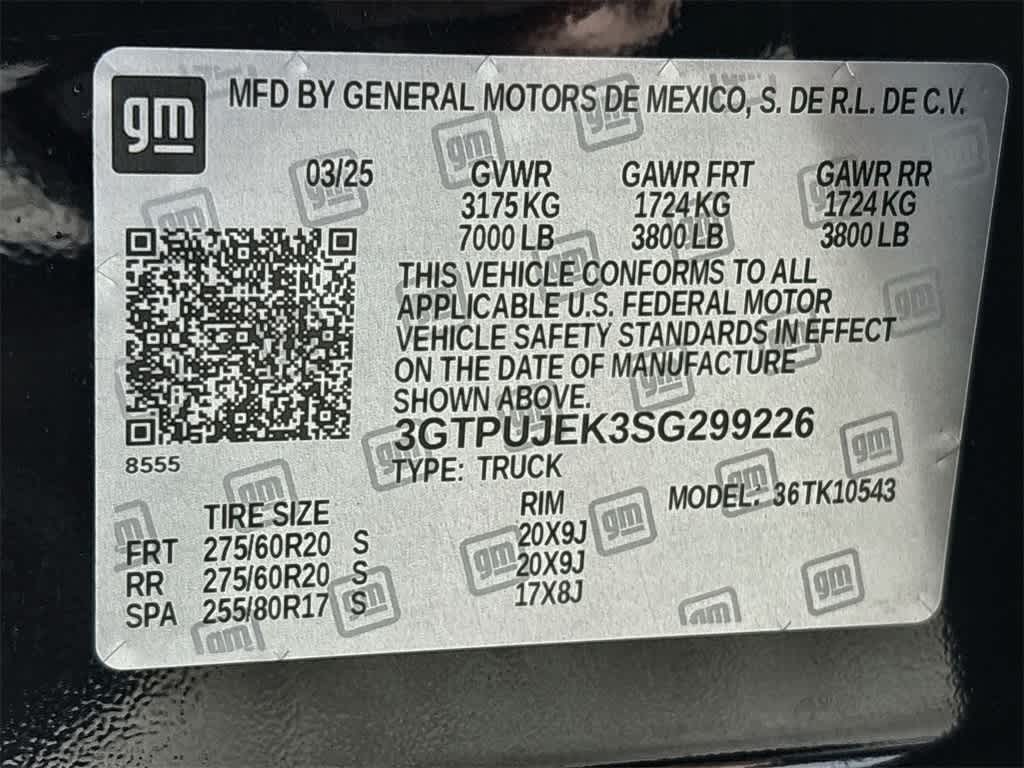 gm
MFD BY GENERAL MOTORS DE MEXICO, S. DE R.L. DE C.V.
03/25 GVWR GAWR FRT GAWR RR
3175 KG 1724 KG 1724 KG
7000 LB 3800 LB 3800 LB
THIS VEHICLE CONFORMS TO ALL
APPLICABLE U.S. FEDERAL MOTOR
VEHICLE SAFETY STANDARDS IN EFFECT
ON THE DATE OF MANUFACTURE
SHOWN ABOVE.
3GTPUJEK3SG299226
8555
TYPE: TRUCK
MODEL: 36TK10543
TIRE SIZE RIM
FRT 275/60R20 S 20X9J
RR 275/60R20 S 20X9J
SPA 255/80R17 S 17X8J